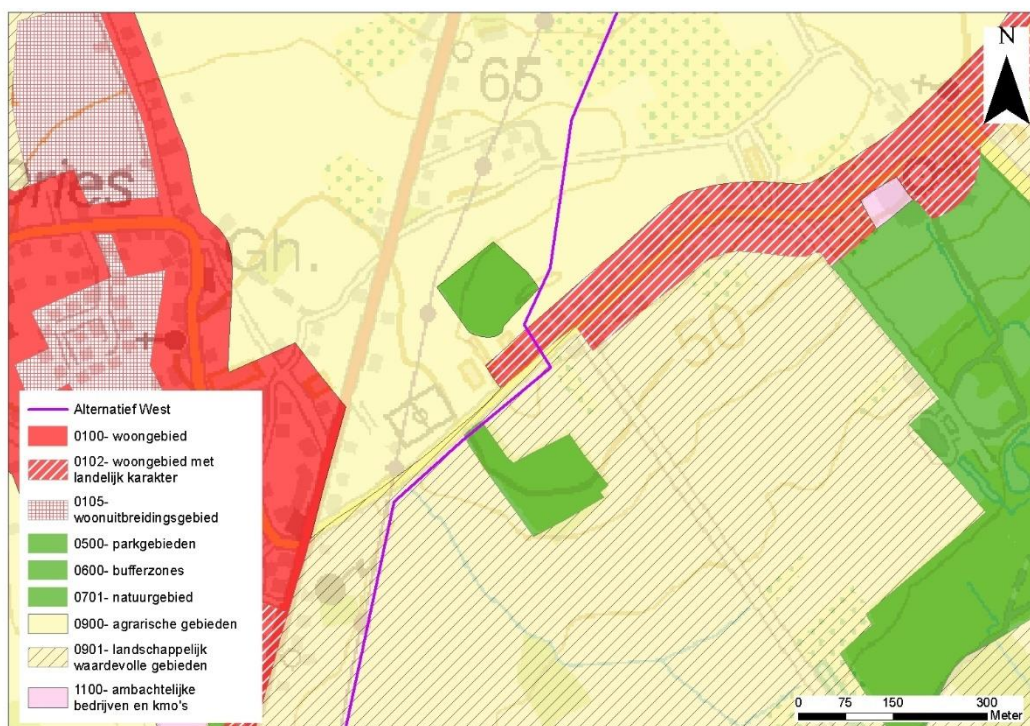 N
65
Dries
Gh.
50
Alternatief West
0100- woongebied
0102- woongebied met
landelijk karakter
0105-
woonuitbreidingsgebied
0500- parkgebieden
0600- bufferzones
0701- natuurgebied
0900- agrarische gebieden
0901- landschappelijk
waardevolle gebieden
1100- ambachtelijke
bedrijven en kmo's
0 75 150 300
Meter